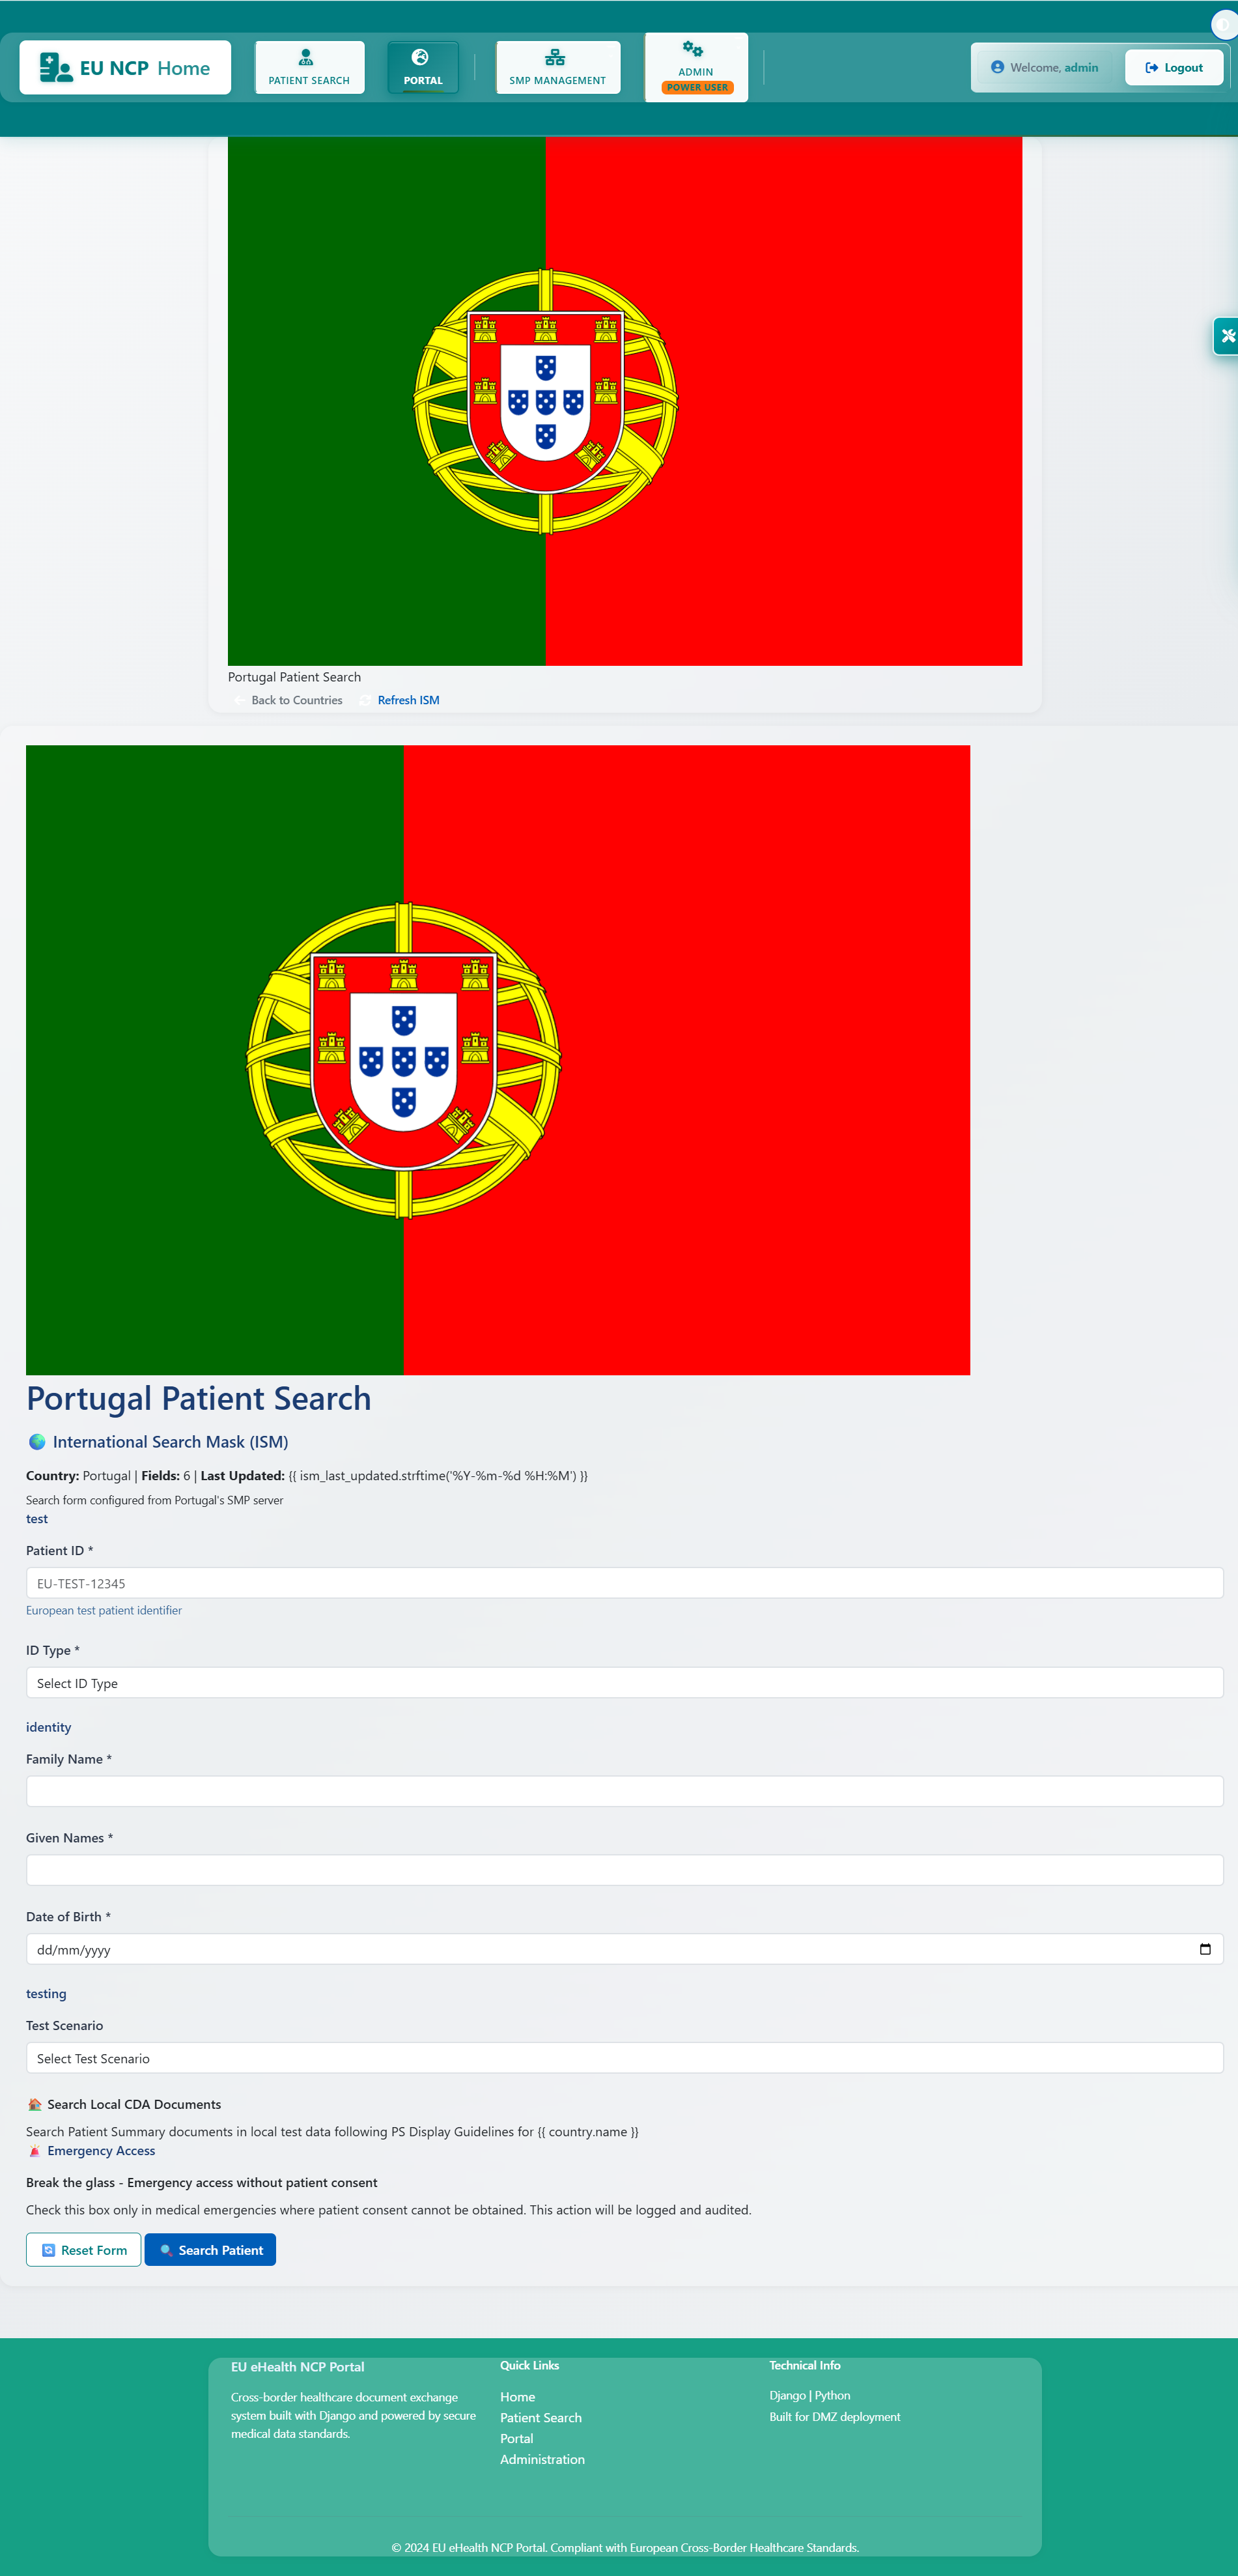 EU NCP Home
PATIENT SEARCH
PORTAL
SMP MANAGEMENT
ADMIN
POWER USER
Welcome, admin
Logout
Portugal Patient Search
Back to Countries
Refresh ISM
Portugal Patient Search
International Search Mask (ISM)
Country: Portugal | Fields: 6 | Last Updated: {{ ism_last_updated.strftime('%Y-%m-%d %H:%M') }}
Search form configured from Portugal's SMP server
test
Patient ID *
EU-TEST-12345
European test patient identifier
ID Type *
Select ID Type
identity
Family Name *
Given Names *
Date of Birth *
dd/mm/yyyy
testing
Test Scenario
Select Test Scenario
Search Local CDA Documents
Search Patient Summary documents in local test data following PS Display Guidelines for {{ country.name }}
Emergency Access
Break the glass - Emergency access without patient consent
Check this box only in medical emergencies where patient consent cannot be obtained. This action will be logged and audited.
Reset Form
Search Patient
EU eHealth NCP Portal
Cross-border healthcare document exchange
system built with Django and powered by secure
medical data standards.
Quick Links
Home
Patient Search
Portal
Administration
Technical Info
Django | Python
Built for DMZ deployment
© 2024 EU eHealth NCP Portal. Compliant with European Cross-Border Healthcare Standards.